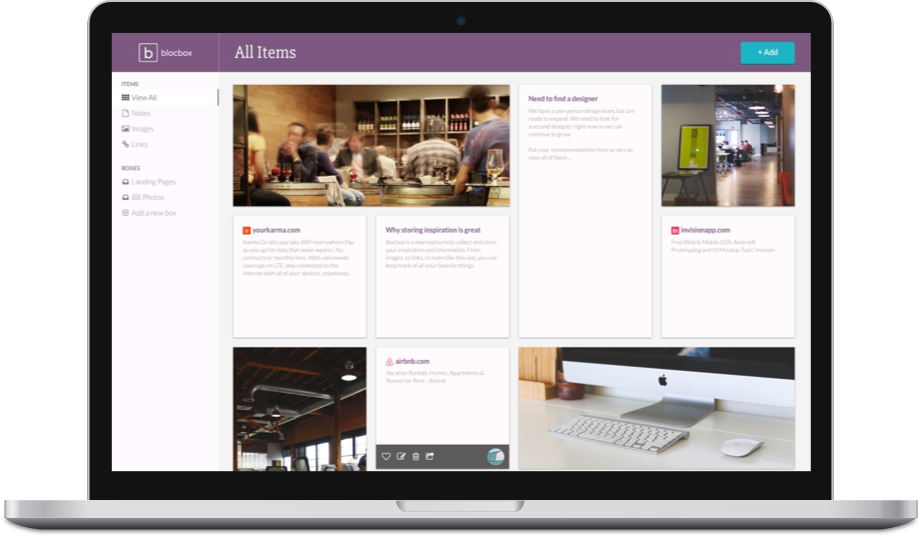 blocbox
All Items
+ Add
ITEMS
View All
Notes
Images
Links
BOXES
Landing Pages
BB Photos
Add a new box
Need to find a designer
We have a one-person design team, but are
ready to expand. We need to look for
a second designer right now so we can
continue to grow.
Put your recommendations here so we can
view all of them....
yourkarma.com
Karma Go lets you take WiFi everywhere. Pay
as you go for data that never expires. No
contracts or monthly fees. With nationwide
coverage on LTE, stay connected to the
internet with all of your devices, seamlessly.
Why storing inspiration is great
blocbox is a new tool to help collect and store
your inspiration and information. From
images, to links, to notes like this one, you can
keep track of all your favorite things.
in invisionapp.com
Free Web & Mobile (iOS, Android)
Prototyping and UI Mockup Tool | Invision
airbnb.com
Vacation Rentals, Homes, Apartments &
Rooms for Rent - Airbnb